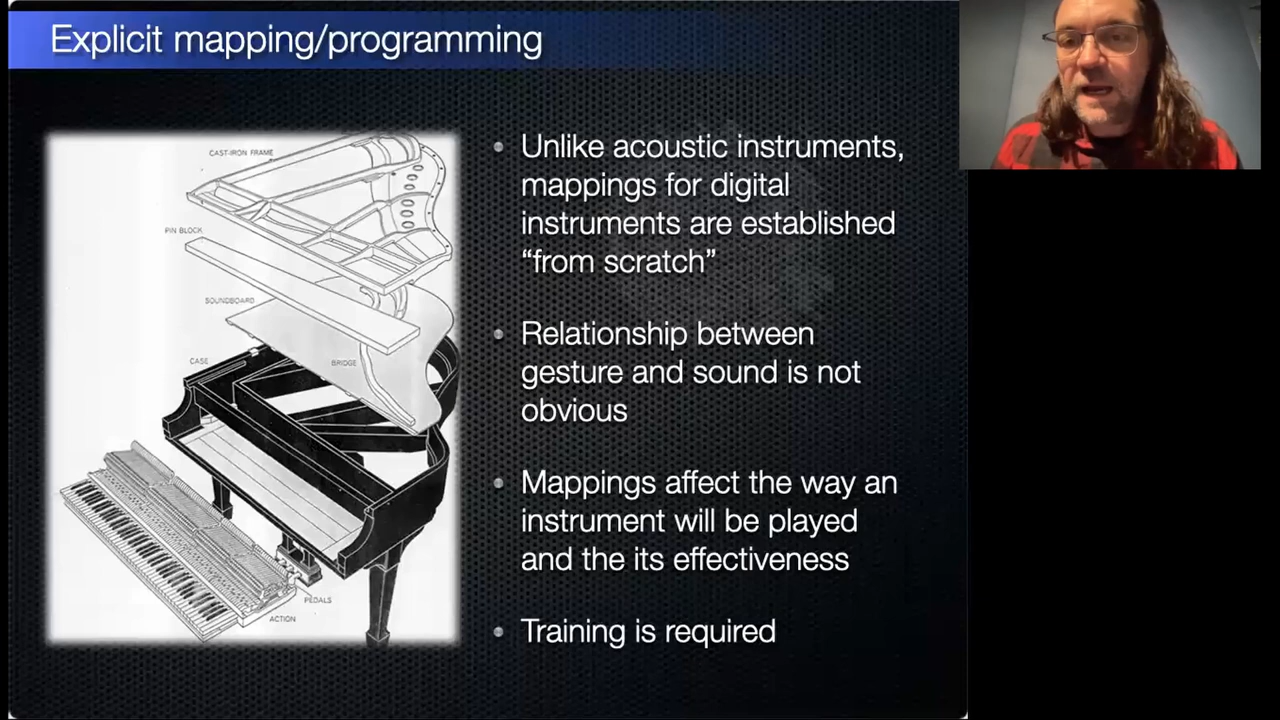 Explicit mapping/programming
CAST-IRON FRAME
PIN BLOCK
SOUNDBOARD
CASE
BRIDGE
PEDALS
ACTION
Unlike acoustic instruments,
mappings for digital
instruments are established
“from scratch”
Relationship between
gesture and sound is not
obvious
Mappings affect the way an
instrument will be played
and the its effectiveness
Training is required